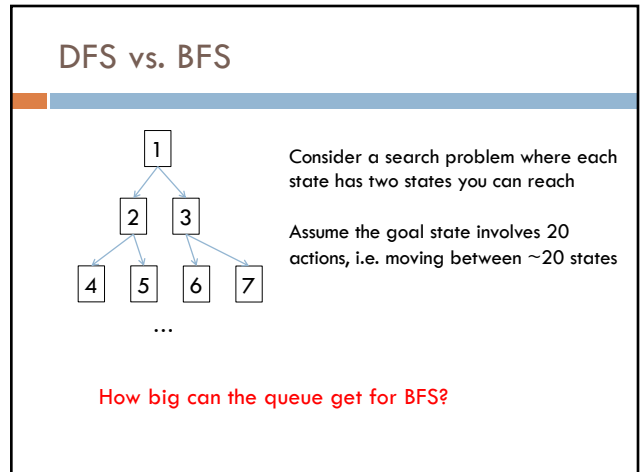 DFS vs. BFS
1
Consider a search problem where each
state has two states you can reach
2 3
Assume the goal state involves 20
actions, i.e. moving between ~20 states
4 5 6 7
...
How big can the queue get for BFS?